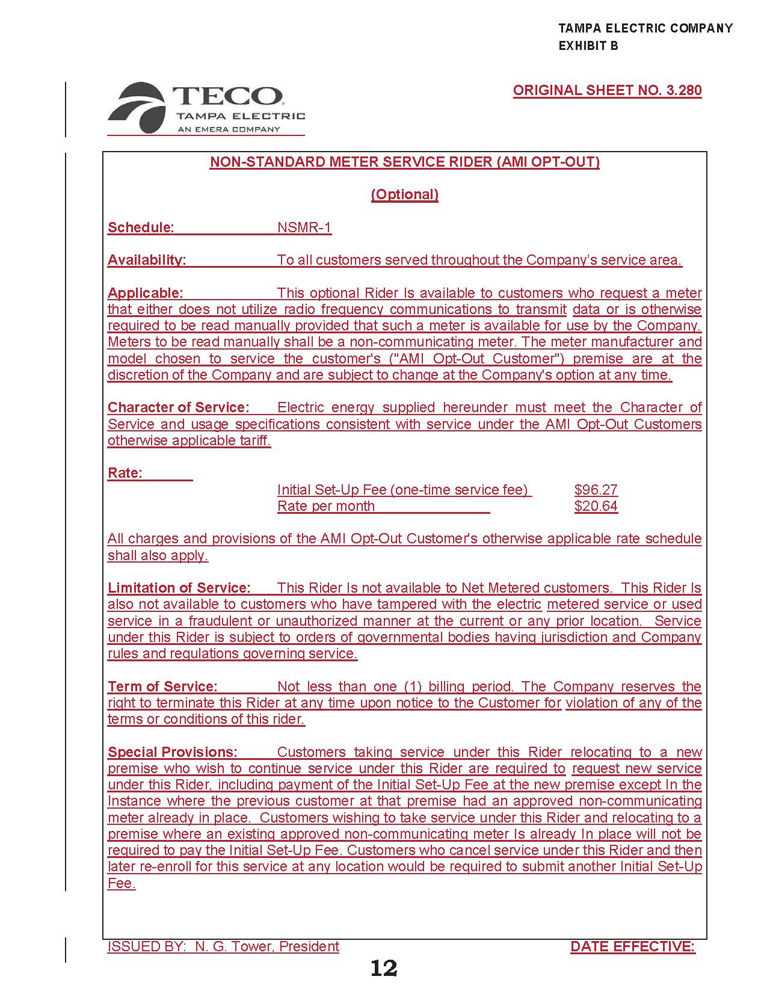 TAMPA ELECTRIC COMPANY
EXHIBIT B
TECO.
TAMPA ELECTRIC
AN EMERA COMPANY
ORIGINAL SHEET NO. 3.280
NON-STANDARD METER SERVICE RIDER (AMI OPT-OUT)
(Optional)
Schedule: NSMR-1
Availability: To all customers served throughout the Company’s service area.
Applicable: This optional Rider Is available to customers who request a meter
that either does not utilize radio frequency communications to transmit data or is otherwise
required to be read manually provided that such a meter is available for use by the Company.
Meters to be read manually shall be a non-communicating meter. The meter manufacturer and
model chosen to service the customer's ("AMI Opt-Out Customer") premise are at the
discretion of the Company and are subject to change at the Company's option at any time.
Character of Service: Electric energy supplied hereunder must meet the Character of
Service and usage specifications consistent with service under the AMI Opt-Out Customers
otherwise applicable tariff.
Rate:
Initial Set-Up Fee (one-time service fee) $96.27
Rate per month $20.64
All charges and provisions of the AMI Opt-Out Customer's otherwise applicable rate schedule
shall also apply.
Limitation of Service: This Rider Is not available to Net Metered customers. This Rider Is
also not available to customers who have tampered with the electric metered service or used
service in a fraudulent or unauthorized manner at the current or any prior location. Service
under this Rider is subject to orders of governmental bodies having jurisdiction and Company
rules and regulations governing service.
Term of Service: Not less than one (1) billing period. The Company reserves the
right to terminate this Rider at any time upon notice to the Customer for violation of any of the
terms or conditions of this rider.
Special Provisions: Customers taking service under this Rider relocating to a new
premise who wish to continue service under this Rider are required to request new service
under this Rider, including payment of the Initial Set-Up Fee at the new premise except In the
Instance where the previous customer at that premise had an approved non-communicating
meter already in place. Customers wishing to take service under this Rider and relocating to a
premise where an existing approved non-communicating meter Is already In place will not be
required to pay the Initial Set-Up Fee. Customers who cancel service under this Rider and then
later re-enroll for this service at any location would be required to submit another Initial Set-Up
Fee.
ISSUED BY: N. G. Tower, President DATE EFFECTIVE:
12